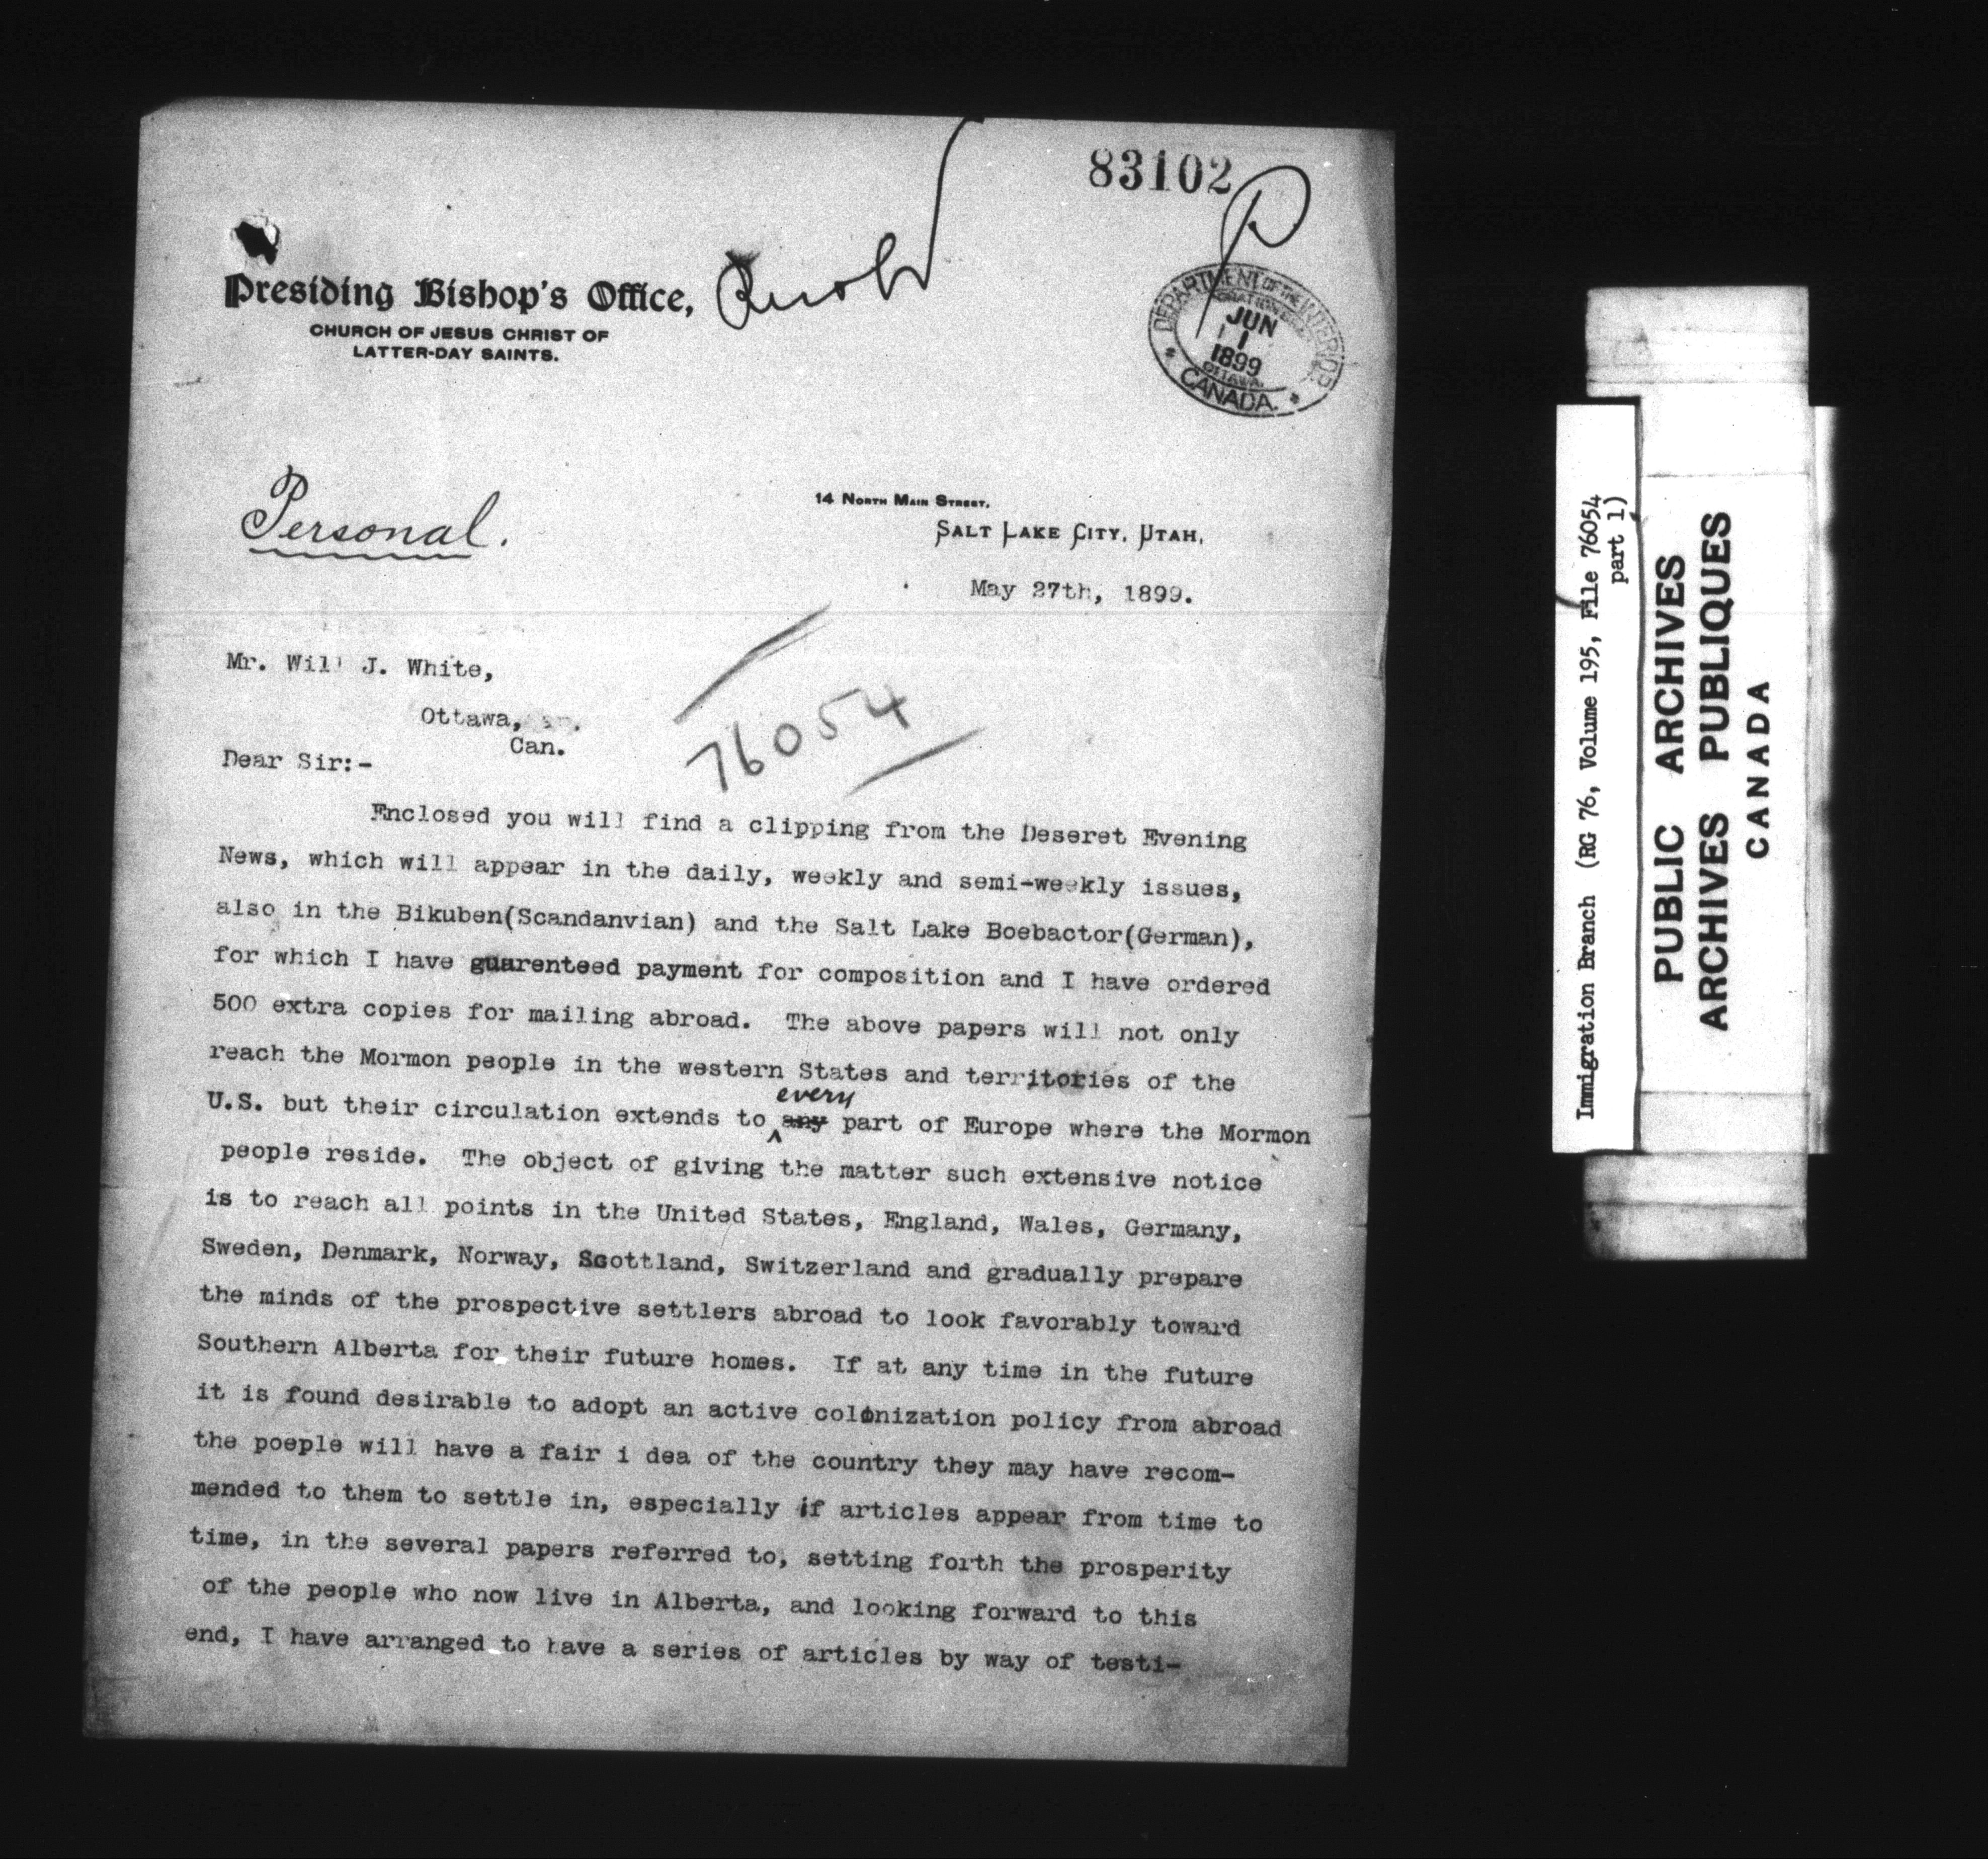 83102
Presiding Bishop's Office,
CHURCH OF JESUS CHRIST OF
LATTER-DAY SAINTS.
DEPARTMENT OF THE INTERIOR
JUN
1
1899
OTTAWA.
CANADA.
Personal.
14 North Main Street,
Salt Lake City, Utah,
May 27th, 1899.
Mr. Will J. White,
Ottawa,
Can.
76054
Dear Sir:-
Enclosed you will find a clipping from the Deseret Evening
News, which will appear in the daily, weekly and semi-weekly issues,
also in the Bikuben(Scandanvian) and the Salt Lake Boebactor(German),
for which I have guarenteed payment for composition and I have ordered
500 extra copies for mailing abroad. The above papers will not only
reach the Mormon people in the western States and territories of the
every
U.S. but their circulation extends to any part of Europe where the Mormon
people reside. The object of giving the matter such extensive notice
is to reach all points in the United States, England, Wales, Germany,
Sweden, Denmark, Norway, Scottland, Switzerland and gradually prepare
the minds of the prospective settlers abroad to look favorably toward
Southern Alberta for their future homes. If at any time in the future
it is found desirable to adopt an active colonization policy from abroad
the poeple will have a fair i dea of the country they may have recom-
mended to them to settle in, especially if articles appear from time to
time, in the several papers referred to, setting forth the prosperity
of the people who now live in Alberta, and looking forward to this
end, I have arranged to have a series of articles by way of testi-
Immigration Branch (RG 76, Volume 195, File 76054
part 1)
PUBLIC ARCHIVES
ARCHIVES PUBLIQUES
CANADA